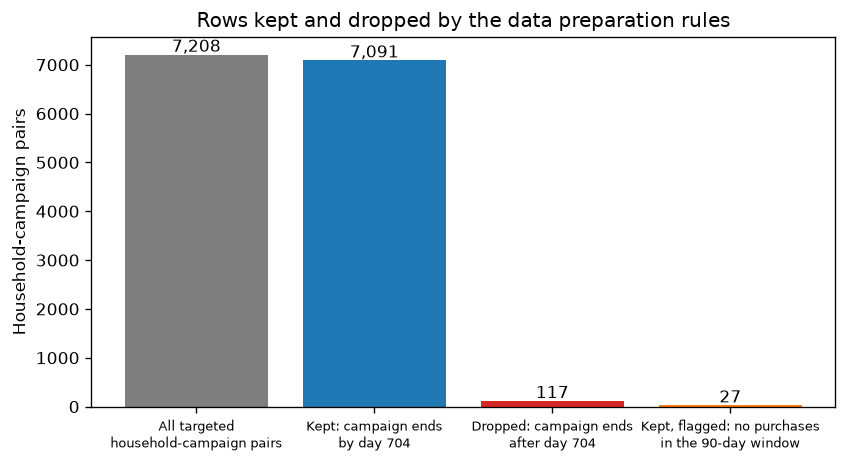 Rows kept and dropped by the data preparation rules
Household-campaign pairs
7000
6000
5000
4000
3000
2000
1000
0
7,208
7,091
117
27
All targeted
household-campaign pairs
Kept: campaign ends
by day 704
Dropped: campaign ends
after day 704
Kept, flagged: no purchases
in the 90-day window